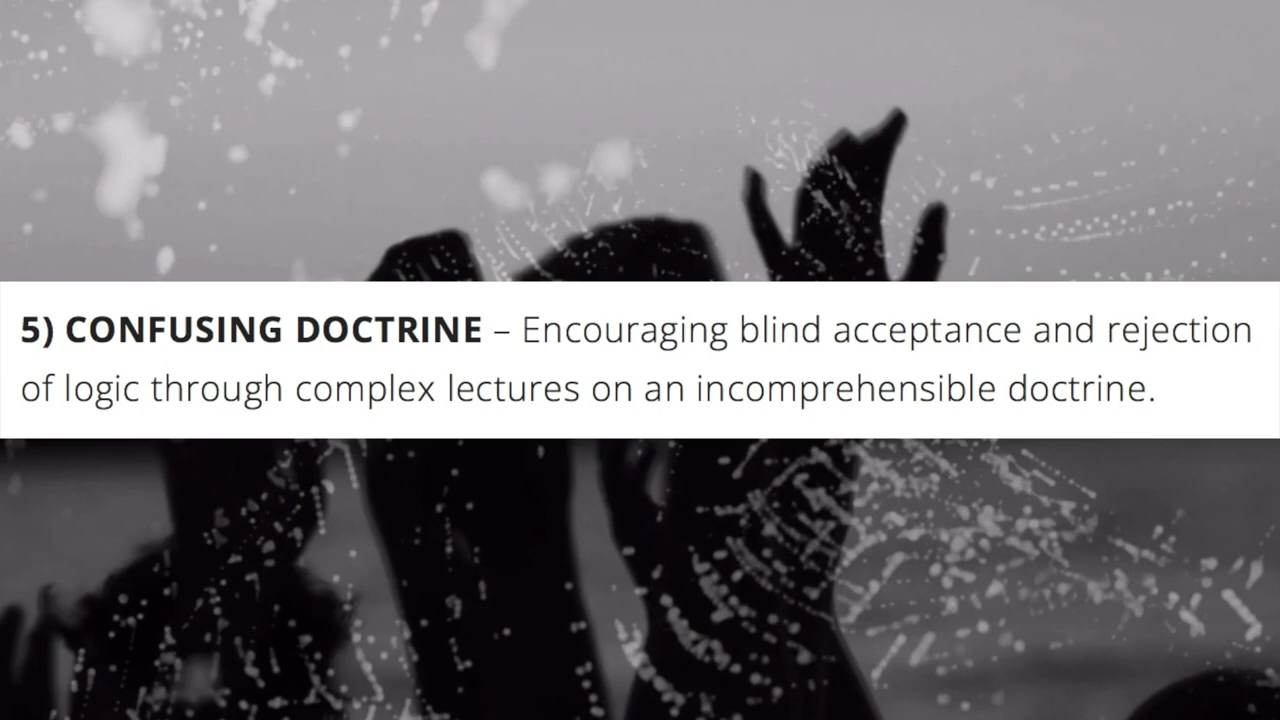 5) CONFUSING DOCTRINE – Encouraging blind acceptance and rejection
of logic through complex lectures on an incomprehensible doctrine.